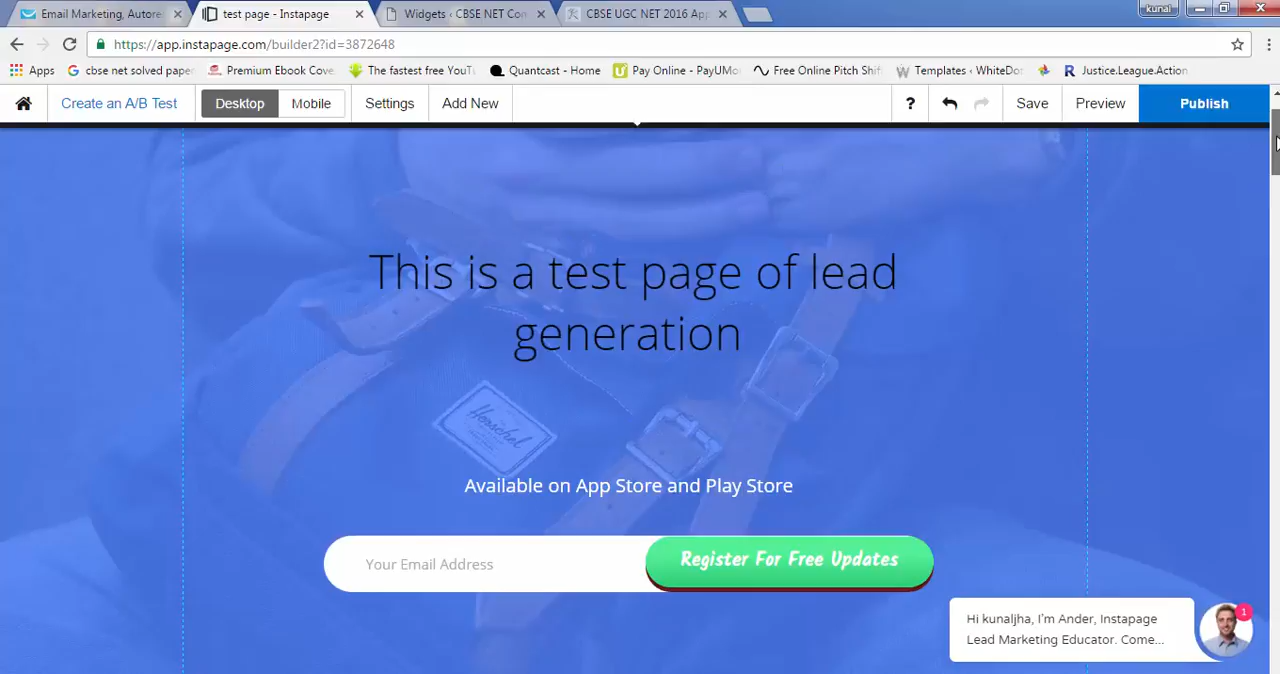 Email Marketing, Autores
test page - Instapage
Widgets ‹ CBSE NET Con
CBSE UGC NET 2016 App
kunal
https://app.instapage.com/builder2?id=3872648
Apps
cbse net solved pape
Premium Ebook Cove
The fastest free YouT
Quantcast - Home
Pay Online - PayUMo
Free Online Pitch Shif
Templates ‹ WhiteDo
Justice.League.Action
Create an A/B Test
Desktop
Mobile
Settings
Add New
?
Save
Preview
Publish
This is a test page of lead
generation
Herschel
Available on App Store and Play Store
Your Email Address
Register For Free Updates
Hi kunaljha, I'm Ander, Instapage
Lead Marketing Educator. Come...
1